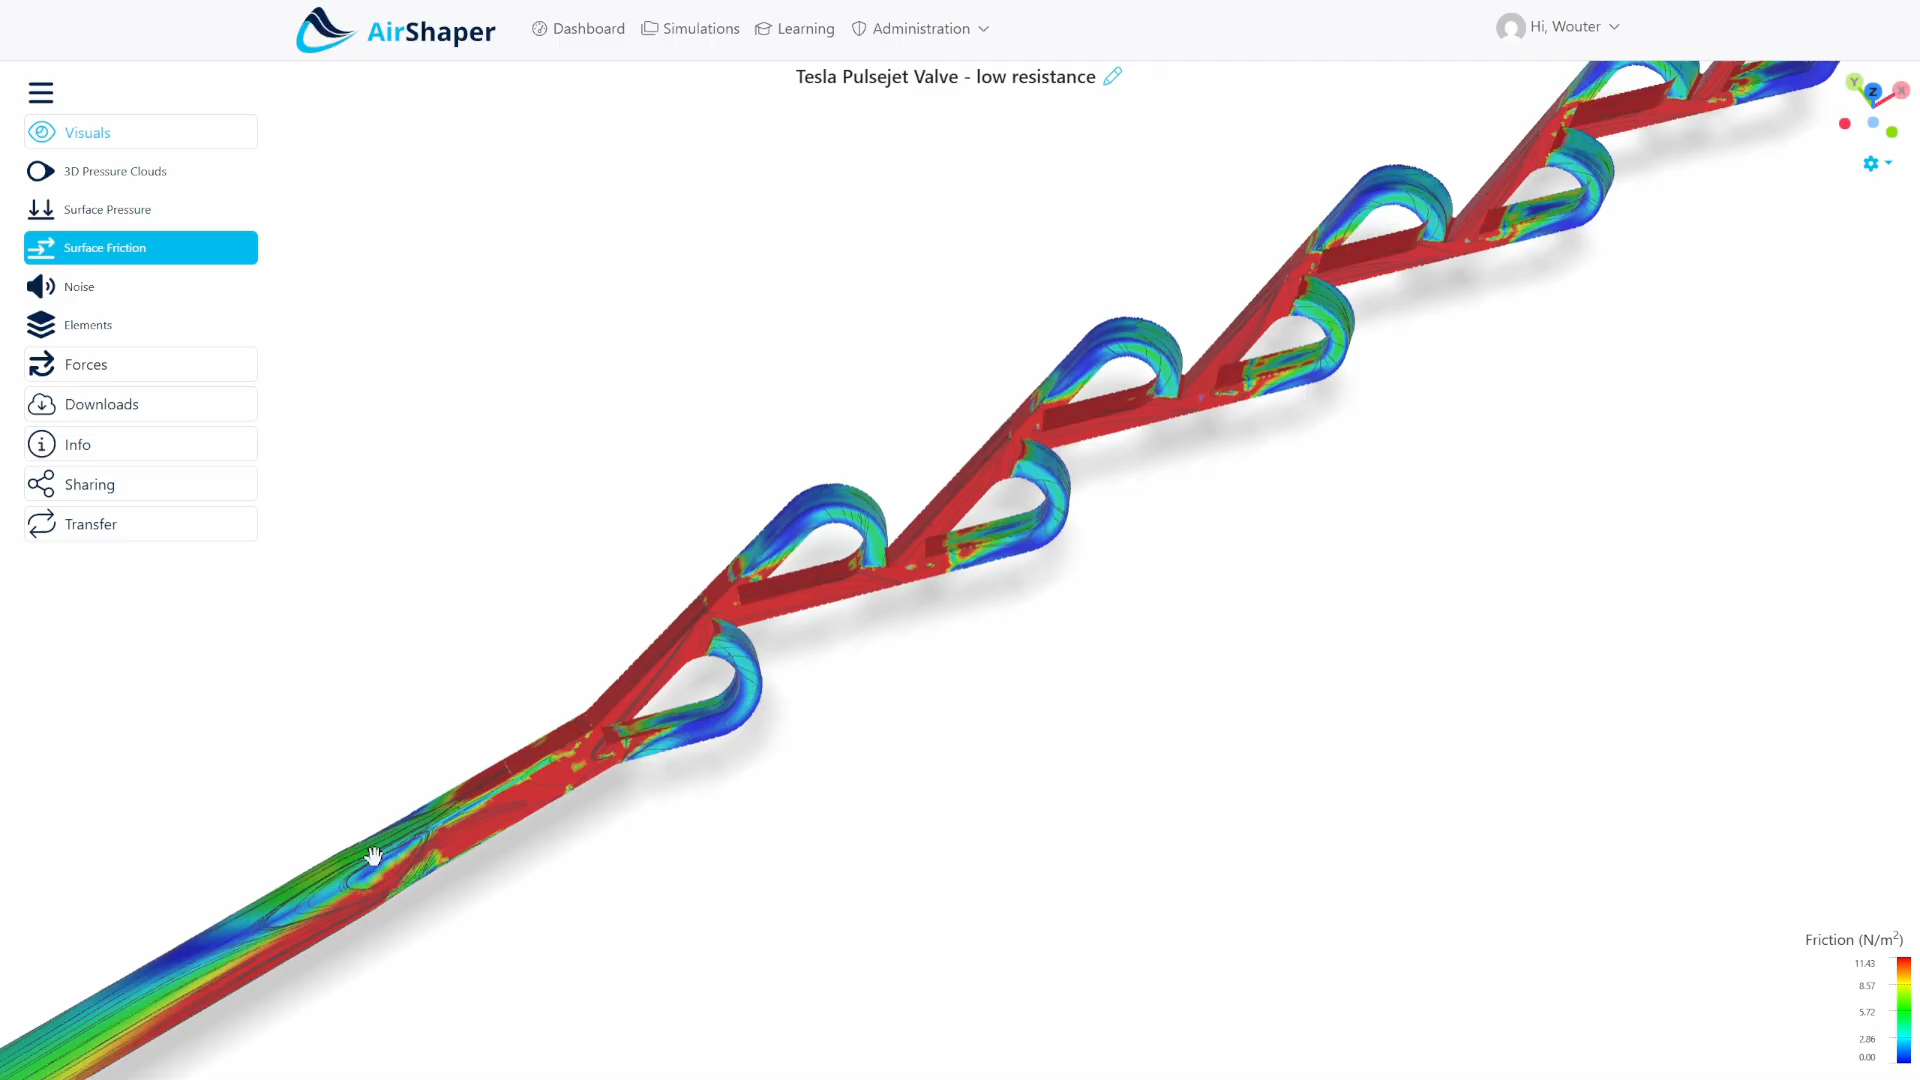 AirShaper
Dashboard
Simulations
Learning
Administration
Hi, Wouter
Tesla Pulsejet Valve - low resistance
Visuals
3D Pressure Clouds
Surface Pressure
Surface Friction
Noise
Elements
Forces
Downloads
Info
Sharing
Transfer
Y
Z
X
Friction (N/m²)
11.43
8.57
5.72
2.86
0.00